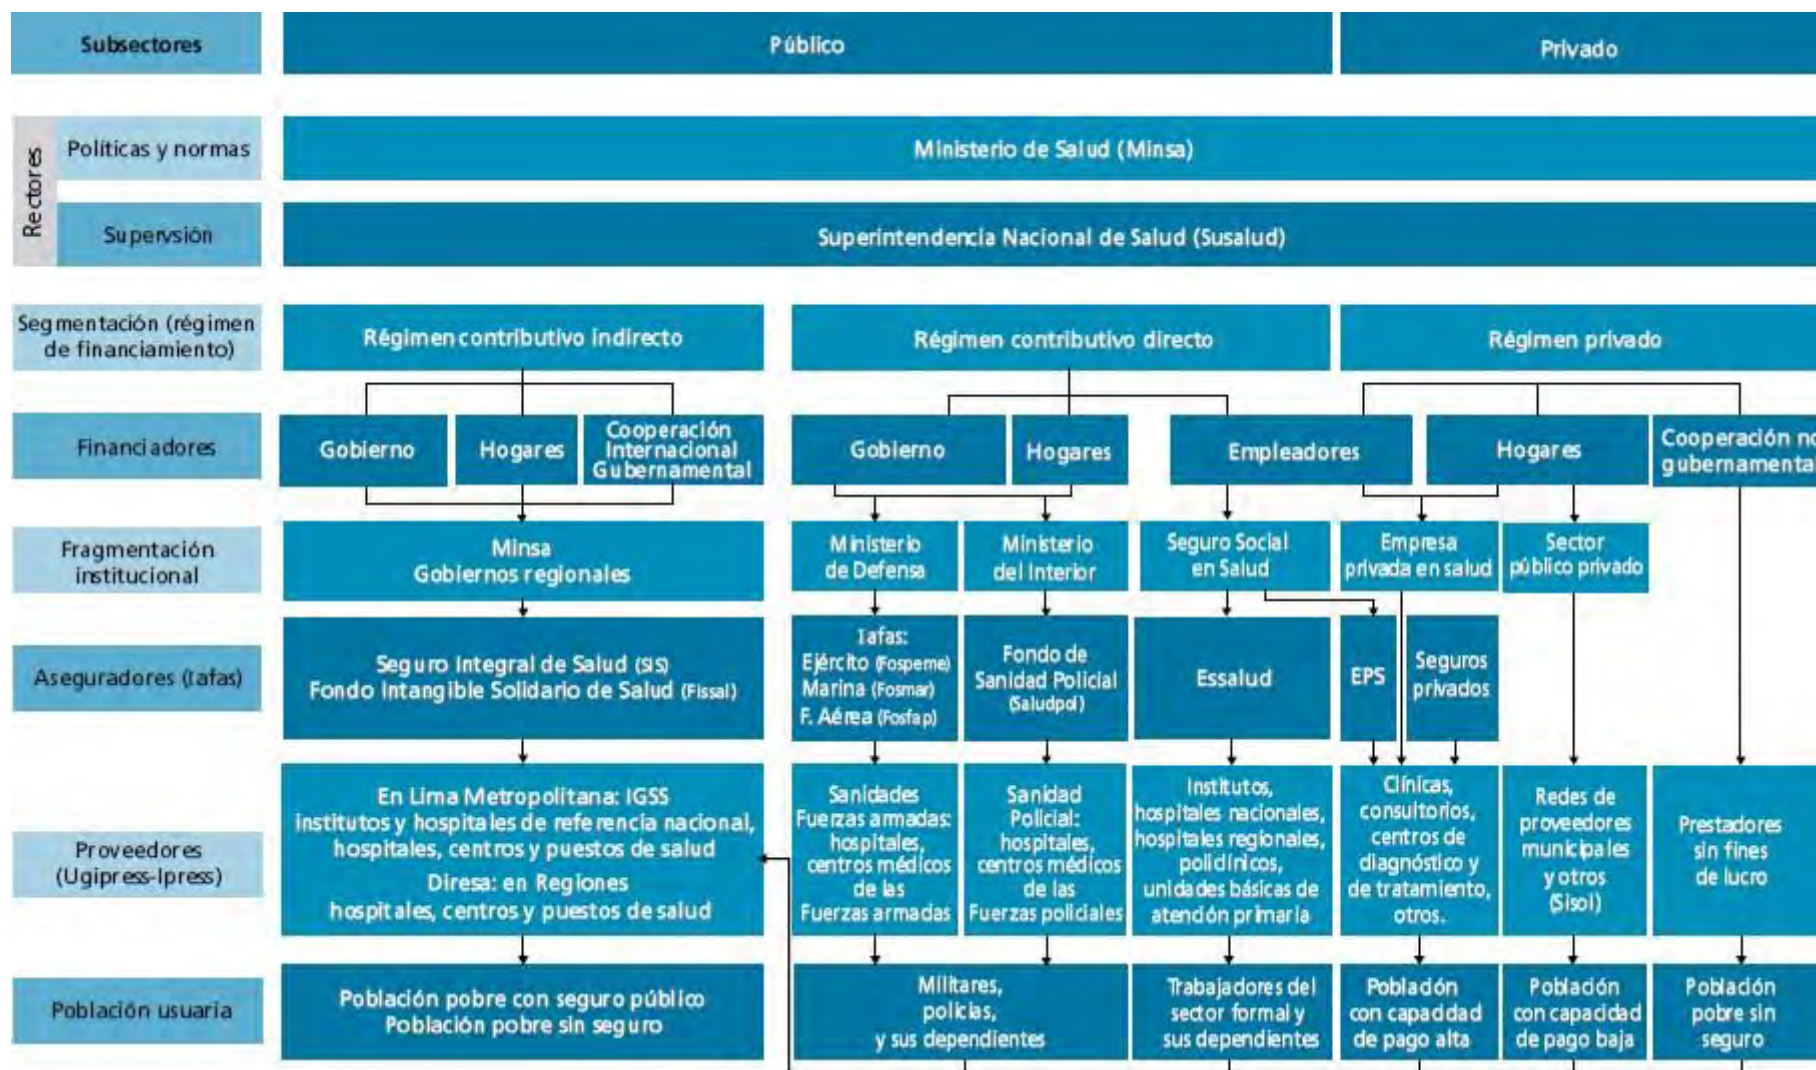 Subsectores
Público
Privado
Rectores
Políticas y normas
Ministerio de Salud (Minsa)
Supervsión
Superintendencia Nacional de Salud (Susalud)
Segmentación (régimen
de financiamiento)
Régimen contributivo indirecto
Régimen contributivo directo
Régimen privado
Financiadores
Gobierno
Hogares
Cooperación
Internacional
Gubernamental
Gobierno
Hogares
Empleadores
Hogares
Cooperación no
gubernamental
Fragmentación
institucional
Minsa
Gobiernos regionales
Ministerio
de Defensa
Ministerio
del Interior
Seguro Social
en Salud
Empresa
privada en salud
Sector
público privado
Aseguradores (Iafas)
Seguro Integral de Salud (SIS)
Fondo Intangible Solidario de Salud (Fissal)
Iafas:
Ejército (Fospeme)
Marina (Fosmar)
F. Aérea (Fosfap)
Fondo de
Sanidad Policial
(Saludpol)
Essalud
EPS
Seguros
privados
Proveedores
(Ugipress-Ipress)
En Lima Metropolitana: IGSS
institutos y hospitales de referencia nacional,
hospitales, centros y puestos de salud
Diresa: en Regiones
hospitales, centros y puestos de salud
Sanidades
Fuerzas armadas:
hospitales,
centros médicos
de las
Fuerzas armadas
Sanidad
Policial:
hospitales,
centros médicos
de las
Fuerzas policiales
Institutos,
hospitales nacionales,
hospitales regionales,
policlínicos,
unidades básicas de
atención primaria
Clínicas,
consultorios,
centros de
diagnóstico y
de tratamiento,
otros.
Redes de
proveedores
municipales
y otros
(Sisol)
Prestadores
sin fines
de lucro
Población usuaria
Población pobre con seguro público
Población pobre sin seguro
Militares,
policias,
y sus dependientes
Trabajadores del
sector formal y
sus dependientes
Población
con capacidad
de pago alta
Población
con capacidad
de pago baja
Población
pobre sin
seguro